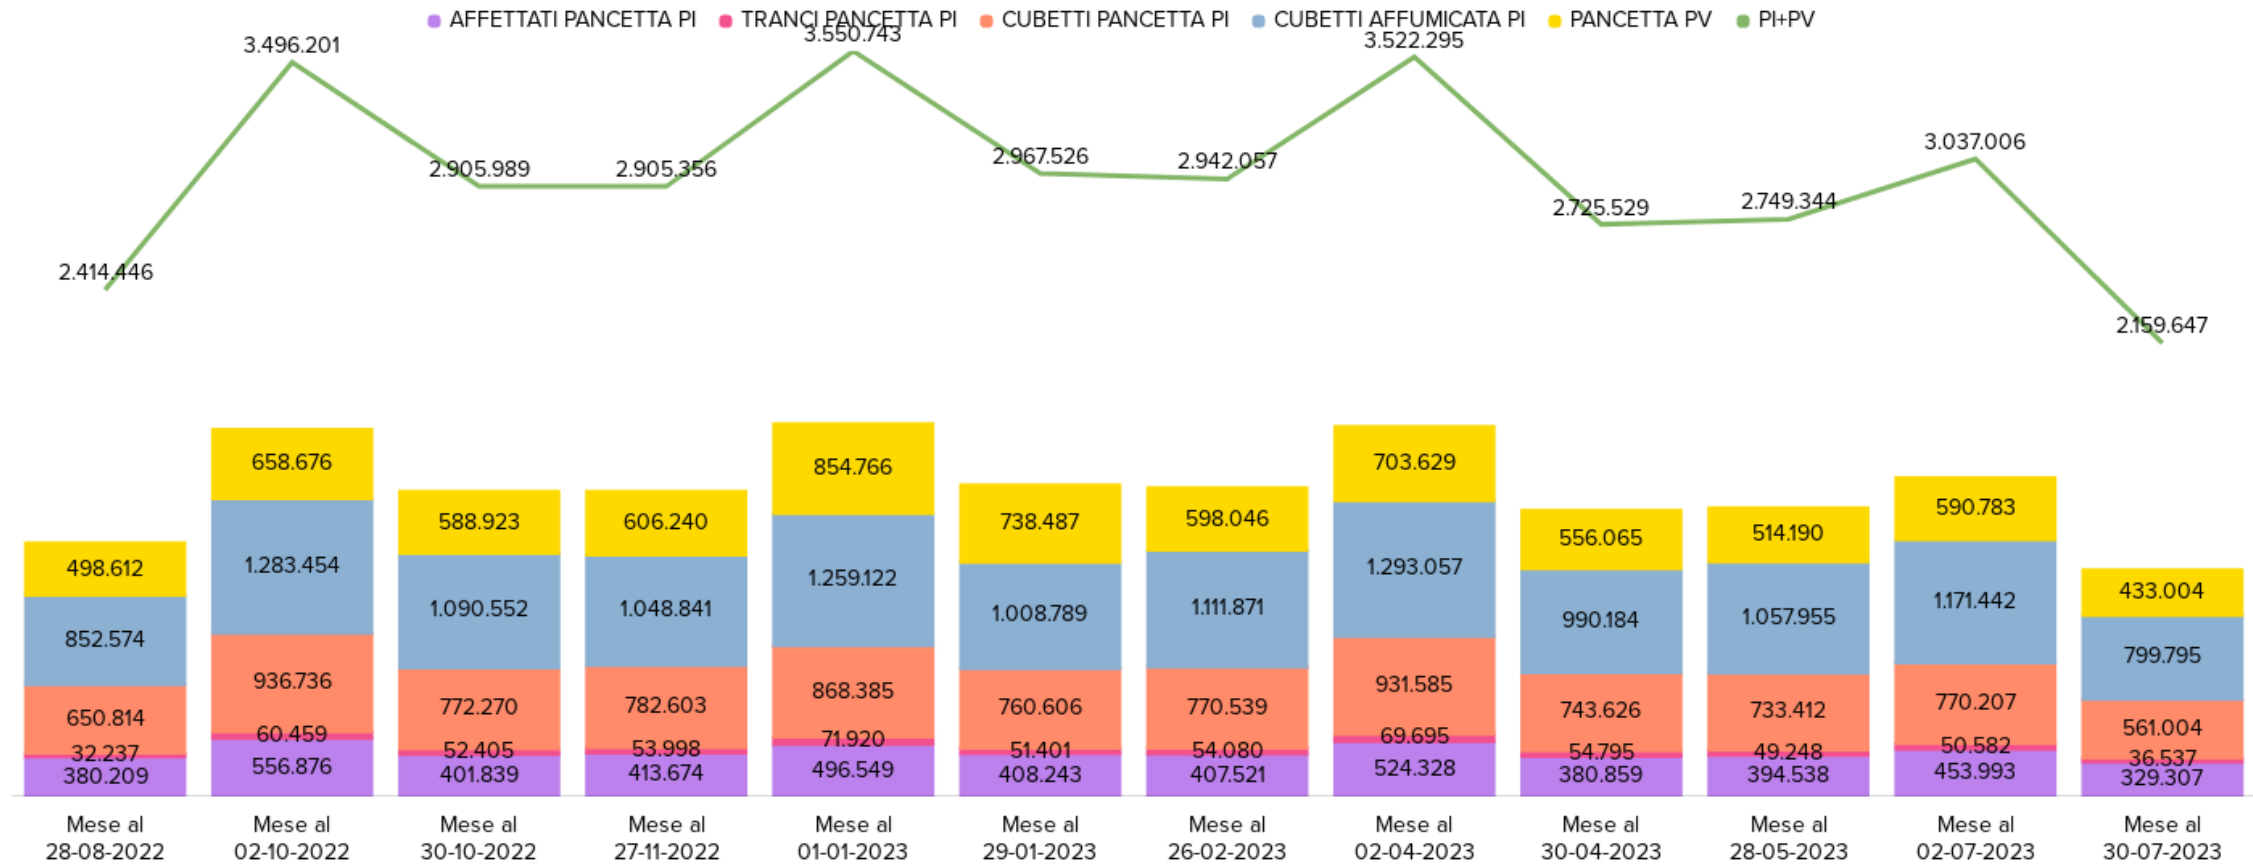 AFFETTATI PANCETTA PI TRANCI PANCETTA PI CUBETTI PANCETTA PI CUBETTI AFFUMICATA PI PANCETTA PV PI+PV
2.414.446 3.496.201 2.905.989 2.905.356 3.550.743 2.967.526 2.942.057 3.522.295 2.725.529 2.749.344 3.037.006 2.159.647
498.612 658.676 588.923 606.240 854.766 738.487 598.046 703.629 556.065 514.190 590.783 433.004
852.574 1.283.454 1.090.552 1.048.841 1.259.122 1.008.789 1.111.871 1.293.057 990.184 1.057.955 1.171.442 799.795
650.814 936.736 772.270 782.603 868.385 760.606 770.539 931.585 743.626 733.412 770.207 561.004
32.237 60.459 52.405 53.998 71.920 51.401 54.080 69.695 54.795 49.248 50.582 36.537
380.209 556.876 401.839 413.674 496.549 408.243 407.521 524.328 380.859 394.538 453.993 329.307
Mese al Mese al Mese al Mese al Mese al Mese al Mese al Mese al Mese al Mese al Mese al Mese al
28-08-2022 02-10-2022 30-10-2022 27-11-2022 01-01-2023 29-01-2023 26-02-2023 02-04-2023 30-04-2023 28-05-2023 02-07-2023 30-07-2023